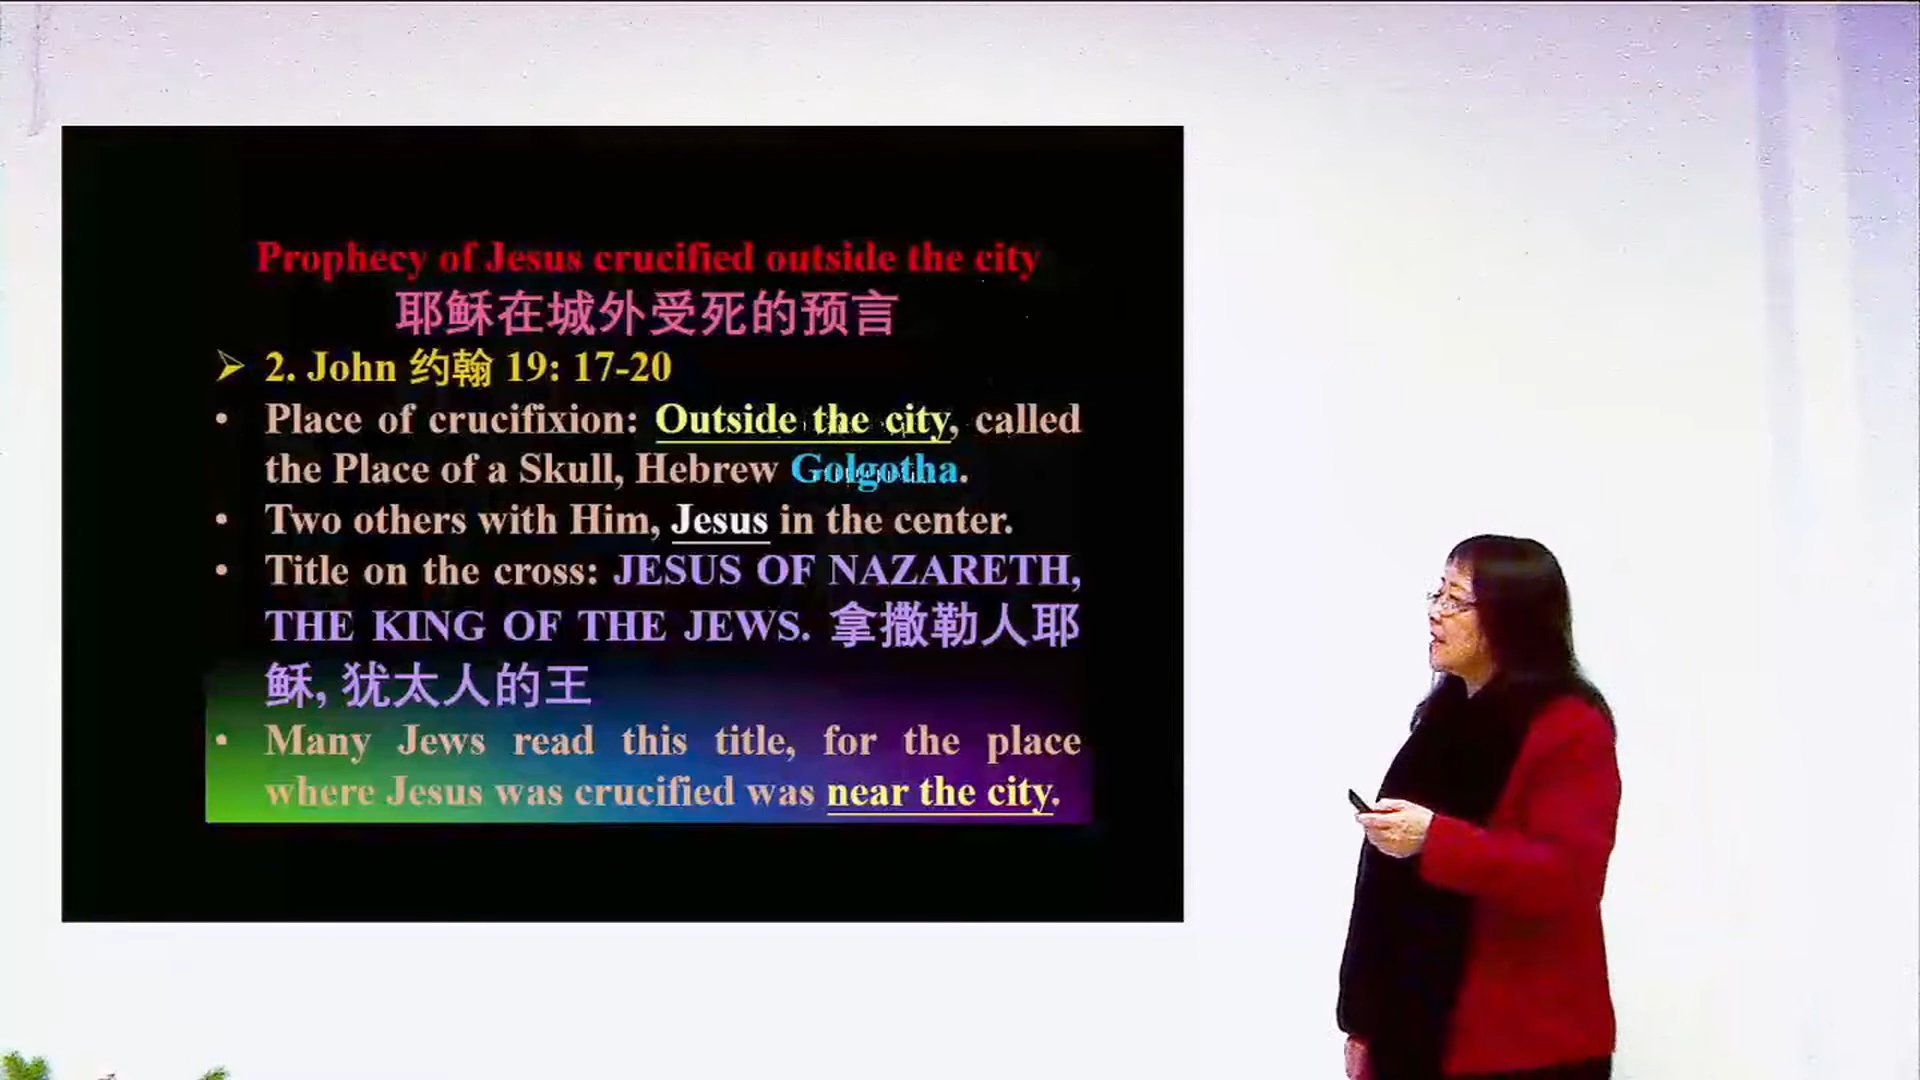 Prophecy of Jesus crucified outside the city
耶稣在城外受死的预言
➢ 2. John 约翰 19: 17-20
• Place of crucifixion: Outside the city, called
the Place of a Skull, Hebrew Golgotha.
• Two others with Him, Jesus in the center.
• Title on the cross: JESUS OF NAZARETH,
THE KING OF THE JEWS. 拿撒勒人耶
稣, 犹太人的王
• Many Jews read this title, for the place
where Jesus was crucified was near the city.